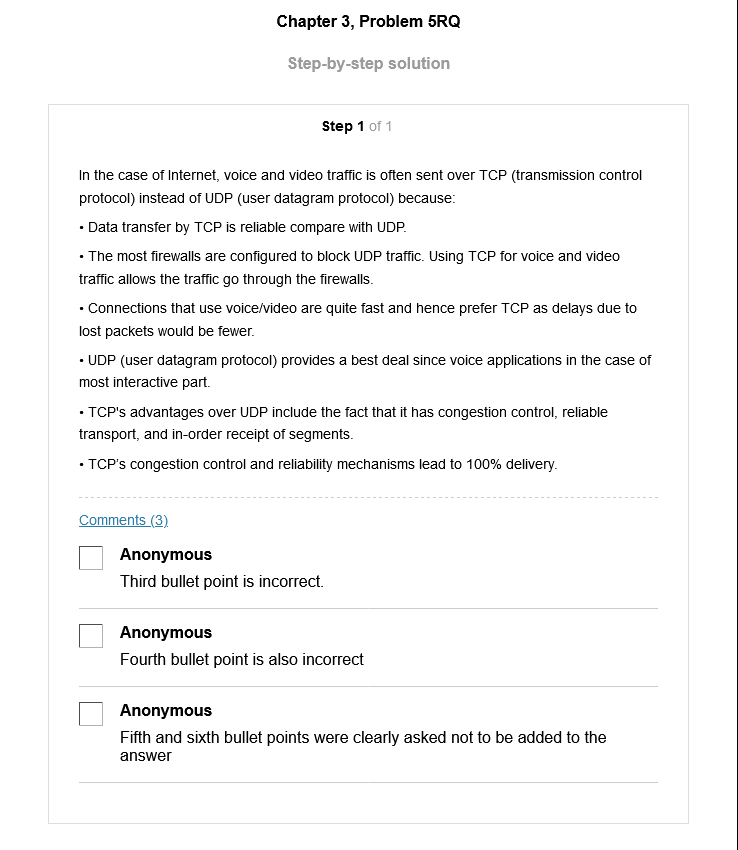 Chapter 3, Problem 5RQ
Step-by-step solution
Step 1 of 1
In the case of Internet, voice and video traffic is often sent over TCP (transmission control
protocol) instead of UDP (user datagram protocol) because:
• Data transfer by TCP is reliable compare with UDP.
• The most firewalls are configured to block UDP traffic. Using TCP for voice and video
traffic allows the traffic go through the firewalls.
• Connections that use voice/video are quite fast and hence prefer TCP as delays due to
lost packets would be fewer.
• UDP (user datagram protocol) provides a best deal since voice applications in the case of
most interactive part.
• TCP's advantages over UDP include the fact that it has congestion control, reliable
transport, and in-order receipt of segments.
• TCP's congestion control and reliability mechanisms lead to 100% delivery.
Comments (3)
Anonymous
Third bullet point is incorrect.
Anonymous
Fourth bullet point is also incorrect
Anonymous
Fifth and sixth bullet points were clearly asked not to be added to the
answer